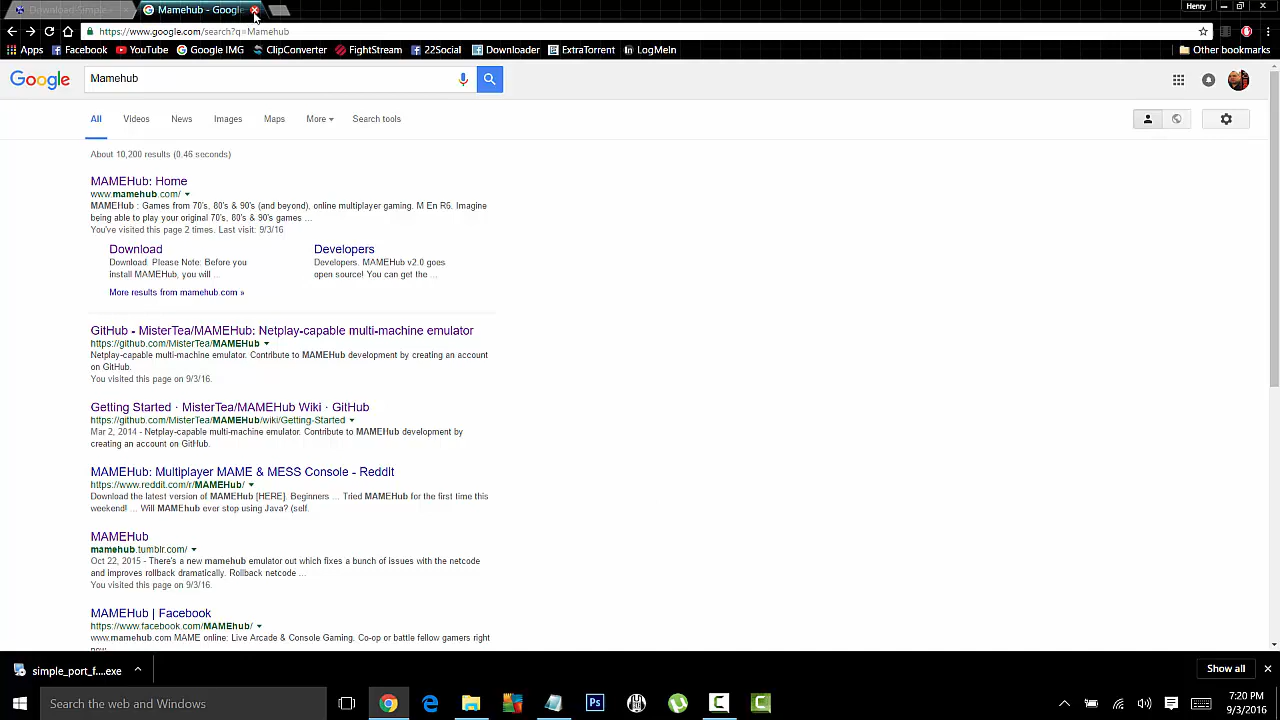 Download Simple
Mamehub - Google
Henry
https://www.google.com/search?q=Mamehub
Apps Facebook YouTube Google IMG ClipConverter FightStream 22Social Downloader ExtraTorrent LogMeIn Other bookmarks
Google
Mamehub
All Videos News Images Maps More Search tools
About 10,200 results (0.46 seconds)
MAMEHub: Home
www.mamehub.com/
MAMEHub : Games from 70's, 80's & 90's (and beyond), online multiplayer gaming. M En R6. Imagine
being able to play your original 70's, 80's & 90's games ...
You've visited this page 2 times. Last visit: 9/3/16
Download
Download. Please Note: Before you
install MAMEHub, you will ...
Developers
Developers. MAMEHub v2.0 goes
open source! You can get the ...
More results from mamehub.com »
GitHub - MisterTea/MAMEHub: Netplay-capable multi-machine emulator
https://github.com/MisterTea/MAMEHub
Netplay-capable multi-machine emulator. Contribute to MAMEHub development by creating an account
on GitHub.
You visited this page on 9/3/16.
Getting Started · MisterTea/MAMEHub Wiki · GitHub
https://github.com/MisterTea/MAMEHub/wiki/Getting-Started
Mar 2, 2014 - Netplay-capable multi-machine emulator. Contribute to MAMEHub development by
creating an account on GitHub.
MAMEHub: Multiplayer MAME & MESS Console - Reddit
https://www.reddit.com/r/MAMEHub/
Download the latest version of MAMEHub [HERE]. Beginners ... Tried MAMEHub for the first time this
weekend! ... Will MAMEhub ever stop using Java? (self.
MAMEHub
mamehub.tumblr.com/
Oct 22, 2015 - There's a new mamehub emulator out which fixes a bunch of issues with the netcode
and improves rollback dramatically. Rollback netcode ...
You visited this page on 9/3/16.
MAMEHub | Facebook
https://www.facebook.com/MAMEhub/
www.mamehub.com MAME online: Live Arcade & Console Gaming. Co-op or battle fellow gamers right
now.
simple_port_f....exe
Show all
Search the web and Windows
Ps
7:20 PM
9/3/2016